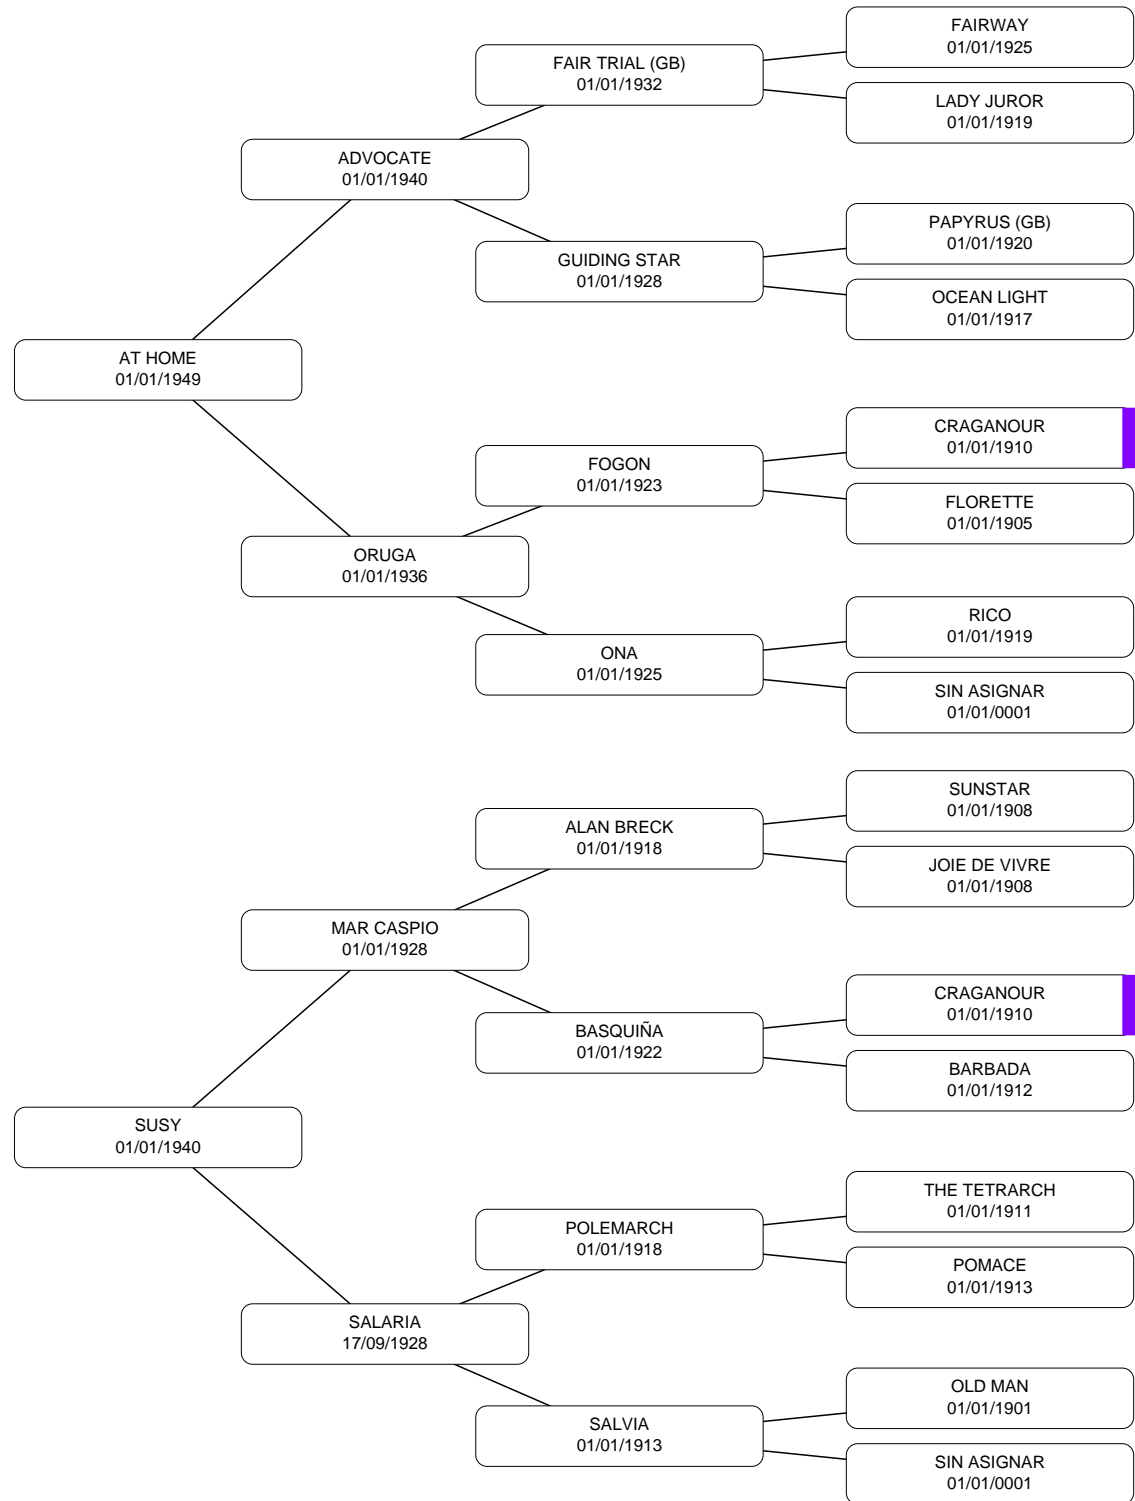 FAIRWAY
01/01/1925
FAIR TRIAL (GB)
01/01/1932
LADY JUROR
01/01/1919
ADVOCATE
01/01/1940
PAPYRUS (GB)
01/01/1920
GUIDING STAR
01/01/1928
OCEAN LIGHT
01/01/1917
AT HOME
01/01/1949
CRAGANOUR
01/01/1910
FOGON
01/01/1923
FLORETTE
01/01/1905
ORUGA
01/01/1936
RICO
01/01/1919
ONA
01/01/1925
SIN ASIGNAR
01/01/0001
SUNSTAR
01/01/1908
ALAN BRECK
01/01/1918
JOIE DE VIVRE
01/01/1908
MAR CASPIO
01/01/1928
CRAGANOUR
01/01/1910
BASQUIÑA
01/01/1922
BARBADA
01/01/1912
SUSY
01/01/1940
THE TETRARCH
01/01/1911
POLEMARCH
01/01/1918
POMACE
01/01/1913
SALARIA
17/09/1928
OLD MAN
01/01/1901
SALVIA
01/01/1913
SIN ASIGNAR
01/01/0001